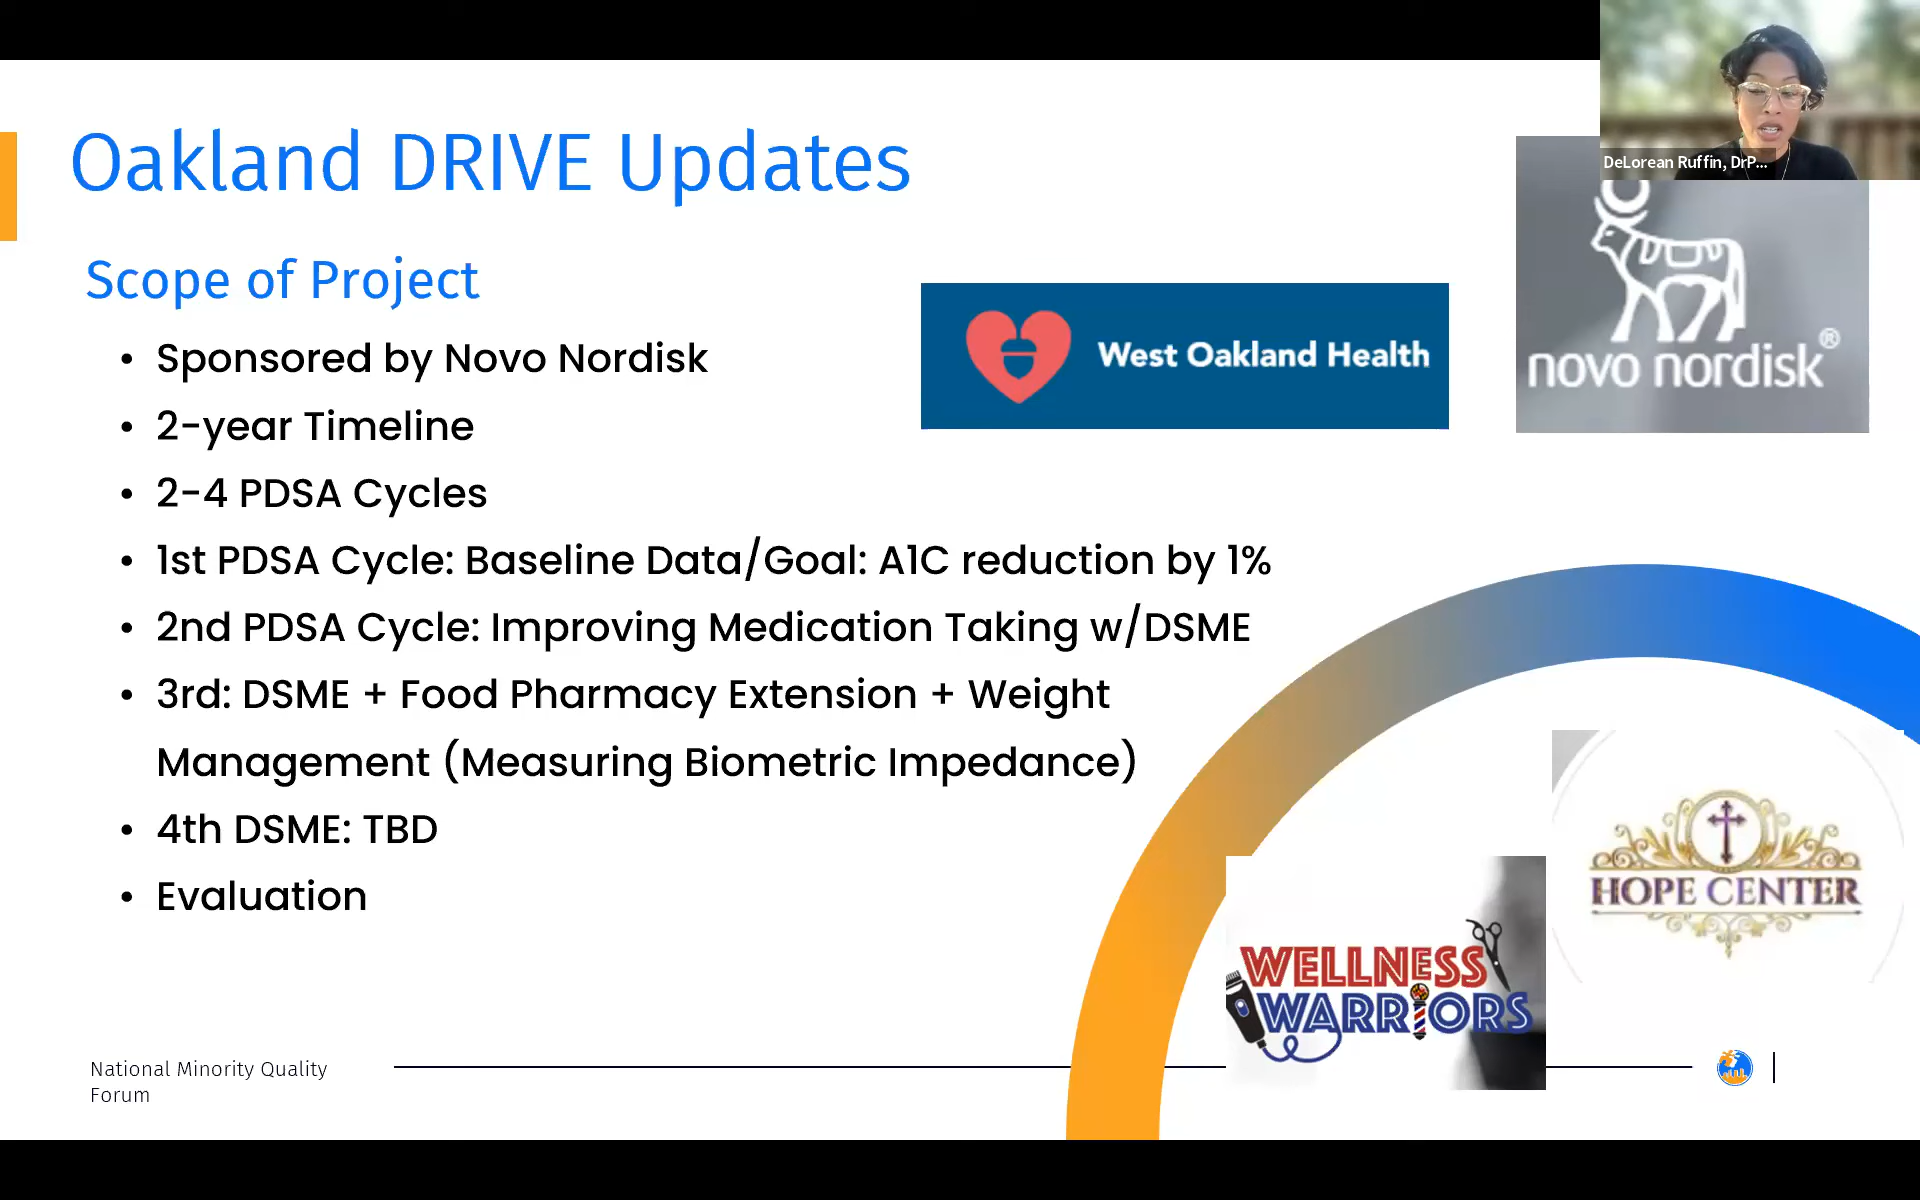 DeLorean Ruffin, DrP...
Oakland DRIVE Updates
Scope of Project
West Oakland Health
novo nordisk®
• Sponsored by Novo Nordisk
• 2-year Timeline
• 2-4 PDSA Cycles
• 1st PDSA Cycle: Baseline Data/Goal: A1C reduction by 1%
• 2nd PDSA Cycle: Improving Medication Taking w/DSME
• 3rd: DSME + Food Pharmacy Extension + Weight
Management (Measuring Biometric Impedance)
• 4th DSME: TBD
• Evaluation
HOPE CENTER
WELLNESS
WARRIORS
National Minority Quality
Forum